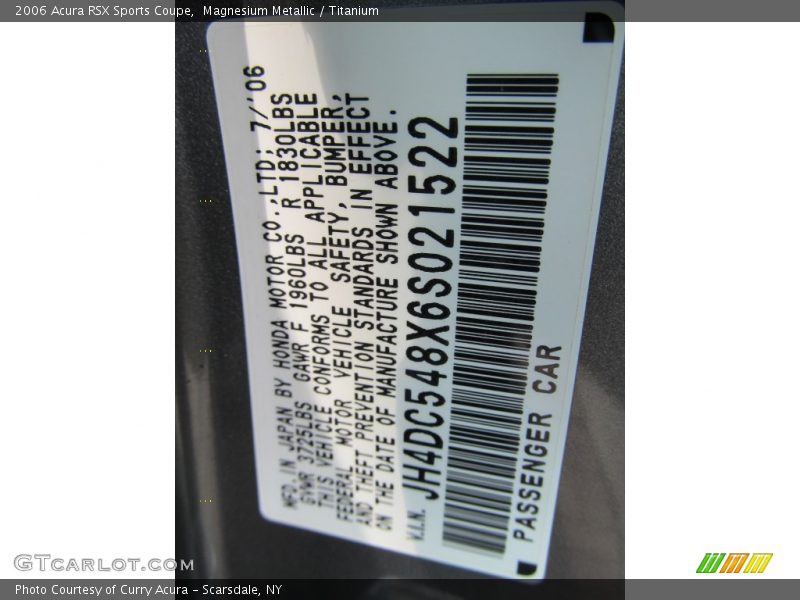 2006 Acura RSX Sports Coupe,  Magnesium Metallic / Titanium
MFD. IN JAPAN BY HONDA MOTOR CO.,LTD; 7/'06
GVWR 3725LBS GAWR F 1960LBS R 1830LBS
THIS VEHICLE CONFORMS TO ALL APPLICABLE
FEDERAL MOTOR VEHICLE SAFETY, BUMPER,
AND THEFT PREVENTION STANDARDS IN EFFECT
ON THE DATE OF MANUFACTURE SHOWN ABOVE.
V.I.N. JH4DC548X6S021522
PASSENGER CAR
GTCARLOT.COM
Photo Courtesy of Curry Acura - Scarsdale, NY